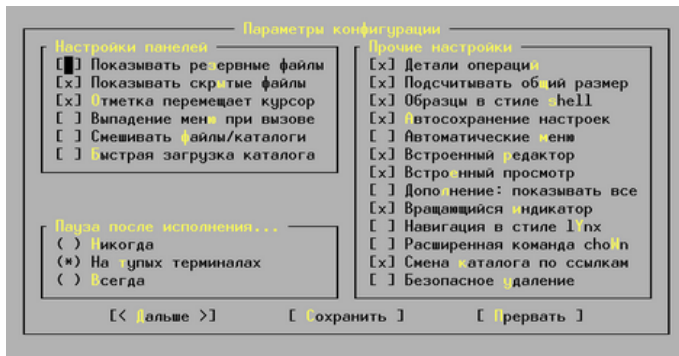 Параметры конфигурации
Настройки панелей
[ ] Показывать резервные файлы
[x] Показывать скрытые файлы
[x] Отметка перемещает курсор
[ ] Выпадение меню при вызове
[ ] Смешивать файлы/каталоги
[ ] Быстрая загрузка каталога
Пауза после исполнения...
( ) Никогда
(*) На тупых терминалах
( ) Всегда
Прочие настройки
[x] Детали операций
[x] Подсчитывать общий размер
[x] Образцы в стиле shell
[x] Автосохранение настроек
[ ] Автоматические меню
[x] Встроенный редактор
[x] Встроенный просмотр
[ ] Дополнение: показывать все
[x] Вращающийся индикатор
[ ] Навигация в стиле lYnx
[ ] Расширенная команда choWn
[x] Смена каталога по ссылкам
[ ] Безопасное удаление
[< Дальше >] [ Сохранить ] [ Прервать ]